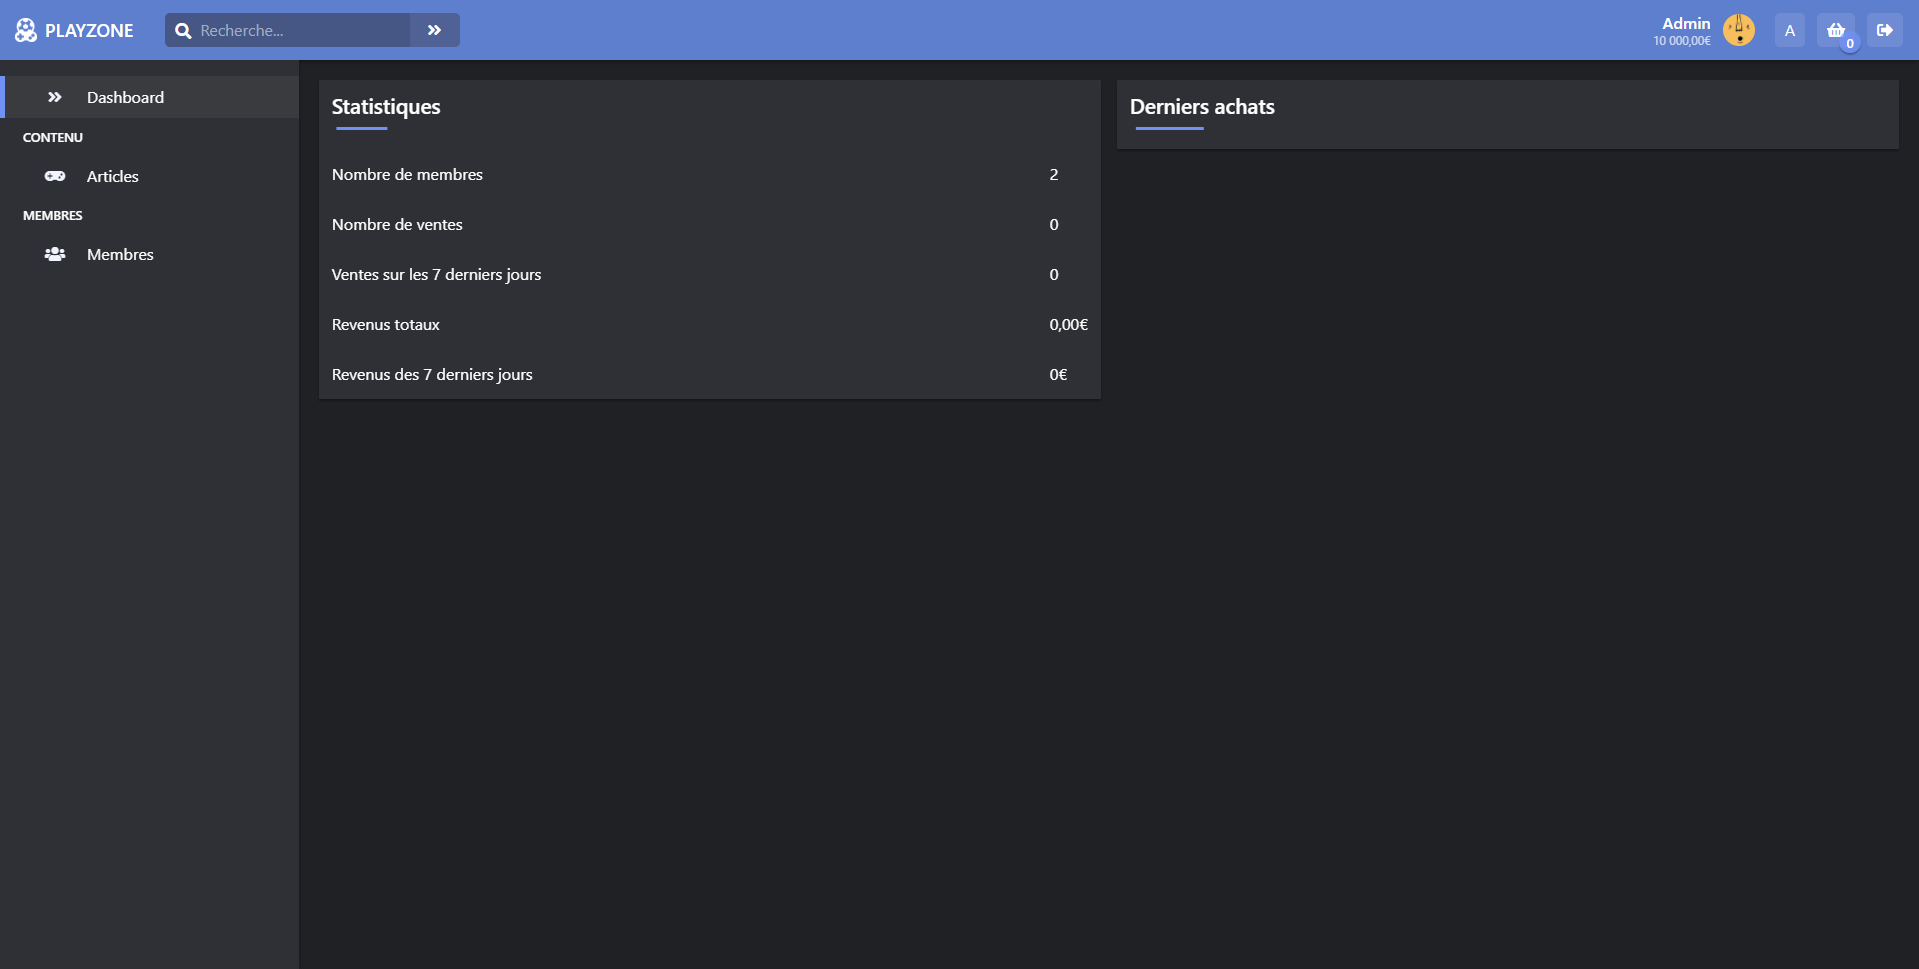 PLAYZONE
Recherche...
Admin
10 000,00€
A
0
Dashboard
CONTENU
Articles
MEMBRES
Membres
Statistiques
Nombre de membres 2
Nombre de ventes 0
Ventes sur les 7 derniers jours 0
Revenus totaux 0,00€
Revenus des 7 derniers jours 0€
Derniers achats